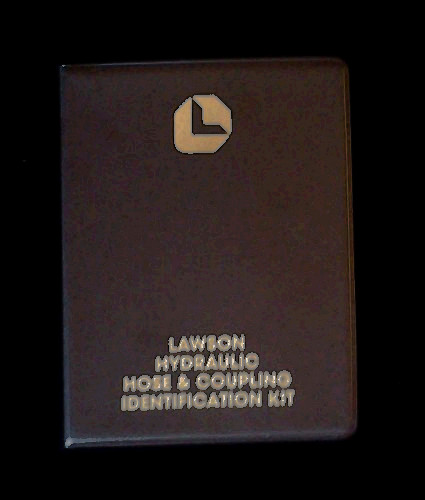 LAWSON
HYDRAULIC
HOSE & COUPLING
IDENTIFICATION KIT